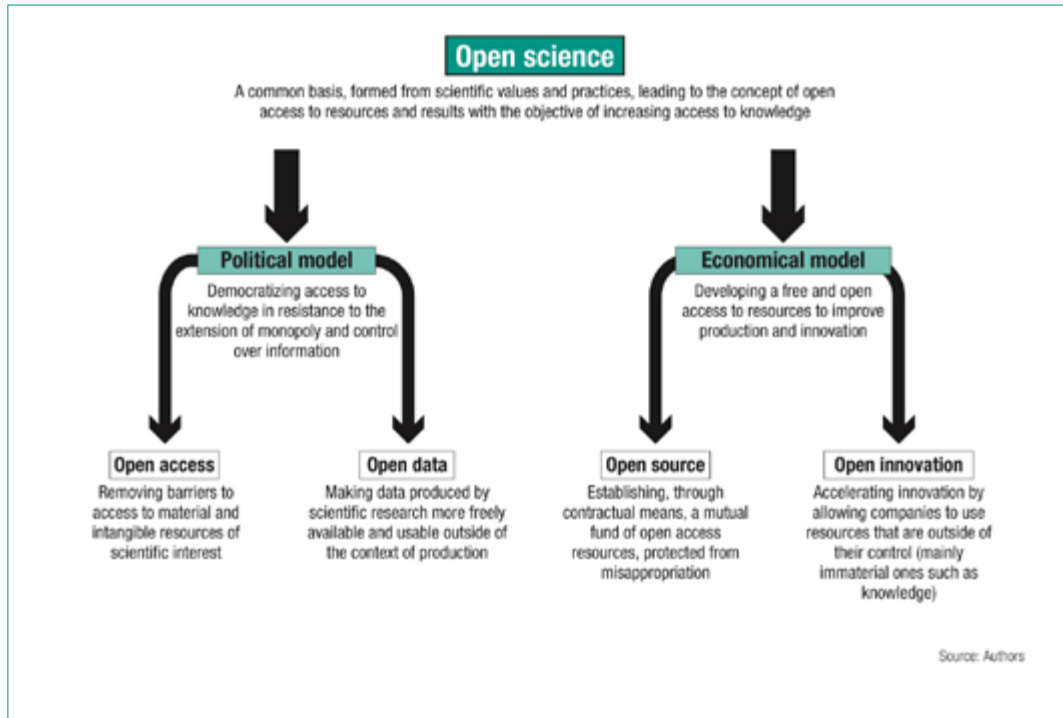 Open science
A common basis, formed from scientific values and practices, leading to the concept of open
access to resources and results with the objective of increasing access to knowledge
Political model
Democratizing access to
knowledge in resistance to the
extension of monopoly and control
over information
Economical model
Developing a free and open
access to resources to improve
production and innovation
Open access
Removing barriers to
access to material and
intangible resources of
scientific interest
Open data
Making data produced by
scientific research more freely
available and usable outside of
the context of production
Open source
Establishing, through
contractual means, a mutual
fund of open access
resources, protected from
misappropriation
Open innovation
Accelerating innovation by
allowing companies to use
resources that are outside of
their control (mainly
immaterial ones such as
knowledge)
Source: Authors